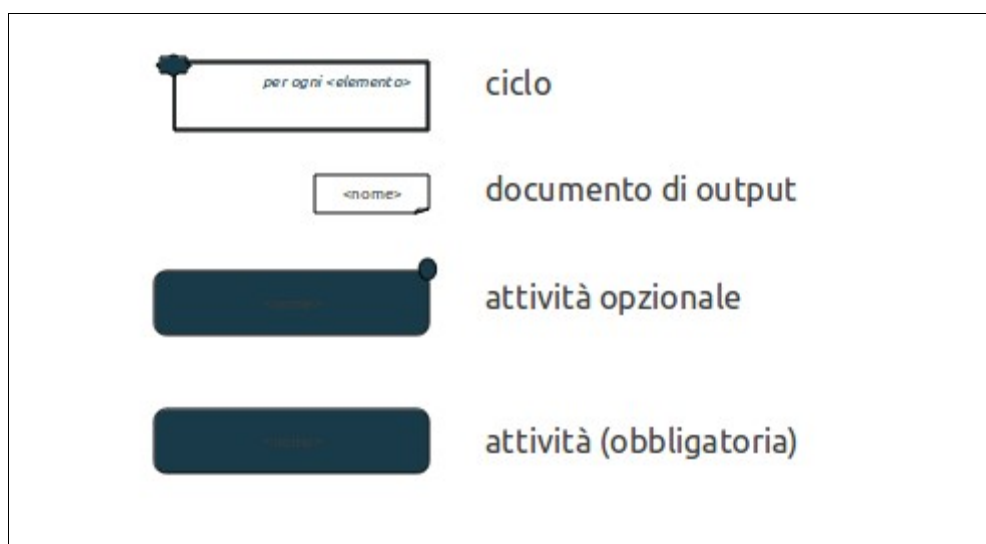 per ogni <elemento>
ciclo
<nome>
documento di output
attività opzionale
attività (obbligatoria)